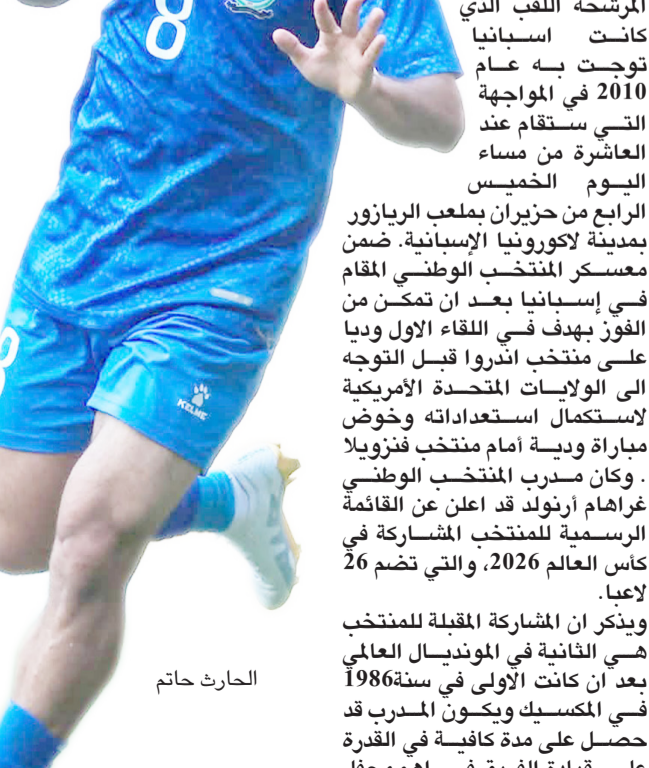 المرشحة اللقب الذي
كانت اسبانيا
توجت به عام
2010 في المواجهة
التي ستقام عند
العاشرة من مساء
اليوم الخميس
الرابع من حزيران بملعب الريازور
بمدينة لاكورونيا الإسبانية. ضمن
معسكر المنتخب الوطني المقام
في إسبانيا بعد ان تمكن من
الفوز بهدف في اللقاء الاول وديا
على منتخب اندروا قبل التوجه
الى الولايات المتحدة الأمريكية
لاستكمال استعداداته وخوض
مباراة ودية أمام منتخب فنزويلا
. وكان مدرب المنتخب الوطني
غراهام أرنولد قد اعلن عن القائمة
الرسمية للمنتخب المشاركة في
كأس العالم 2026، والتي تضم 26
لاعبا.
ويذكر ان المشاركة المقبلة للمنتخب
هي الثانية في المونديال العالمي
بعد ان كانت الاولى في سنة1986
في المكسيك ويكون المدرب قد
حصل على مدة كافية في القدرة
8
8
KELME
الحارث حاتم